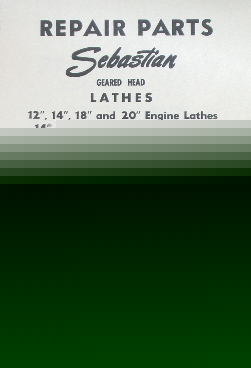 REPAIR PARTS
Sebastian
GEARED HEAD
LATHES
12", 14", 18" and 20" Engine Lathes